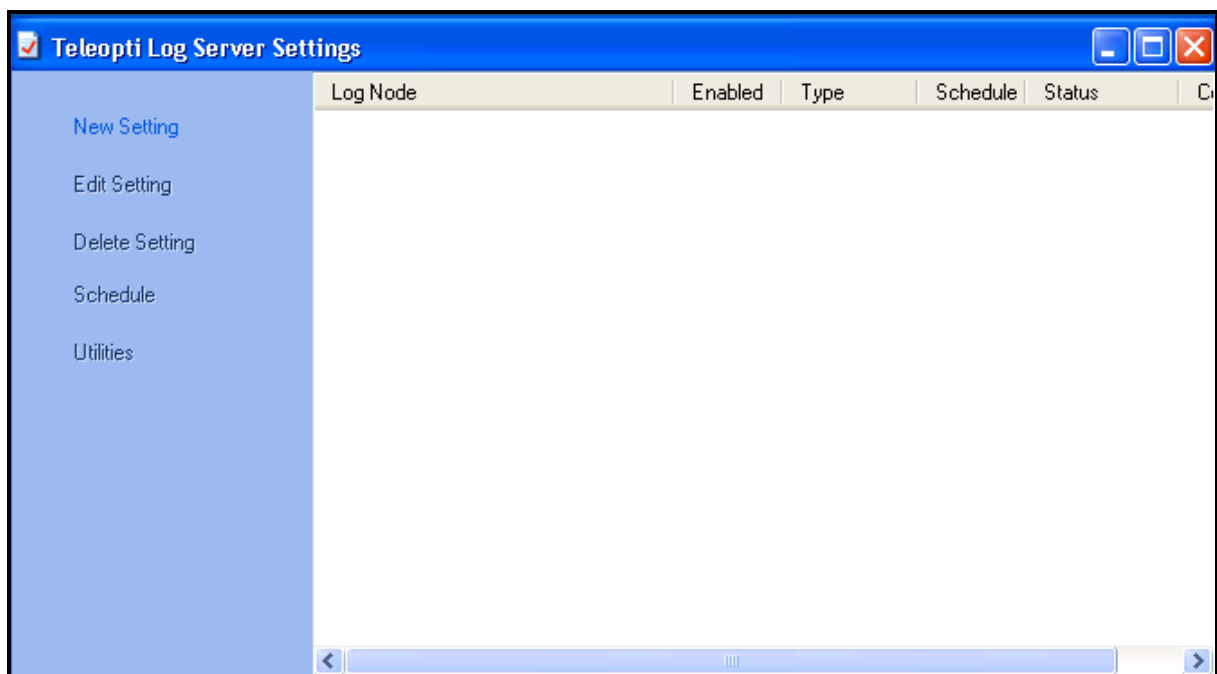 Teleopti Log Server Settings
Log Node Enabled Type Schedule Status
New Setting
Edit Setting
Delete Setting
Schedule
Utilities